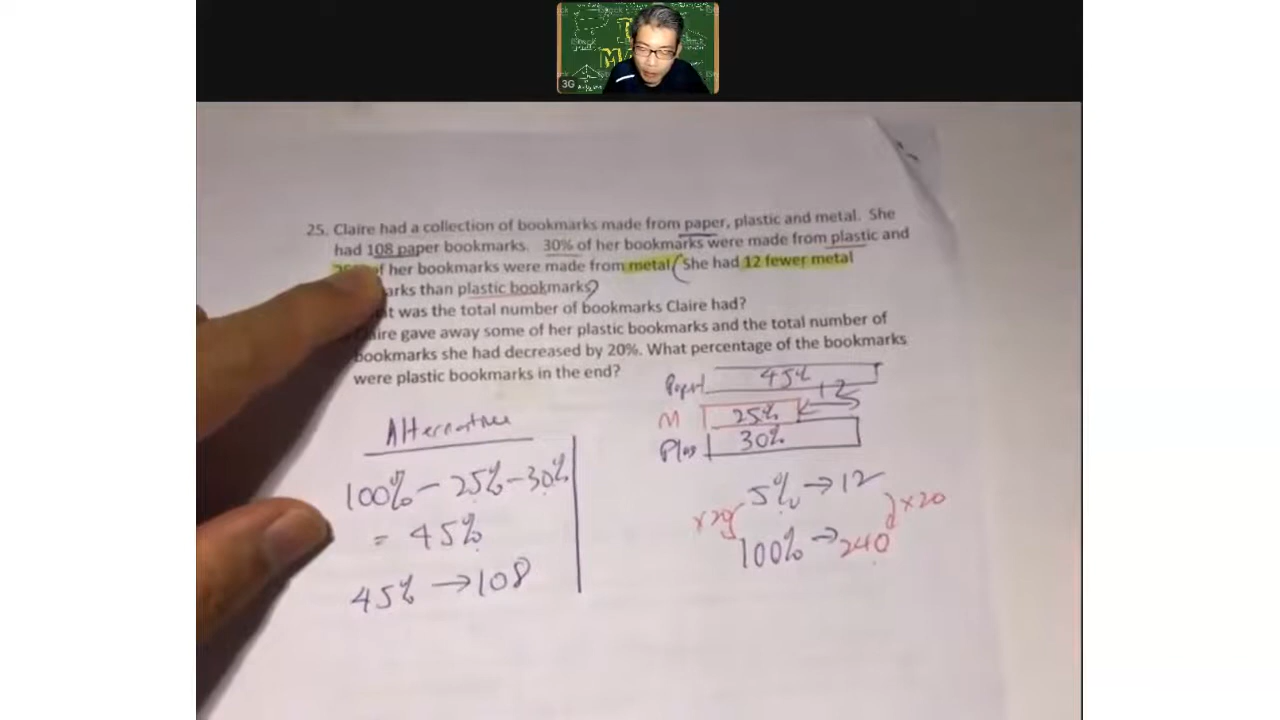 3G
25. Claire had a collection of bookmarks made from paper, plastic and metal. She
had 108 paper bookmarks. 30% of her bookmarks were made from plastic and
of her bookmarks were made from metal. She had 12 fewer metal
than plastic bookmarks.
was the total number of bookmarks Claire had?
gave away some of her plastic bookmarks and the total number of
bookmarks she had decreased by 20%. What percentage of the bookmarks
were plastic bookmarks in the end?
45%
12
M 25%
Plas 30%
Alternative
100% - 25% - 30%
= 45%
45% → 108
5% → 12
×20 ×20
100% → 240